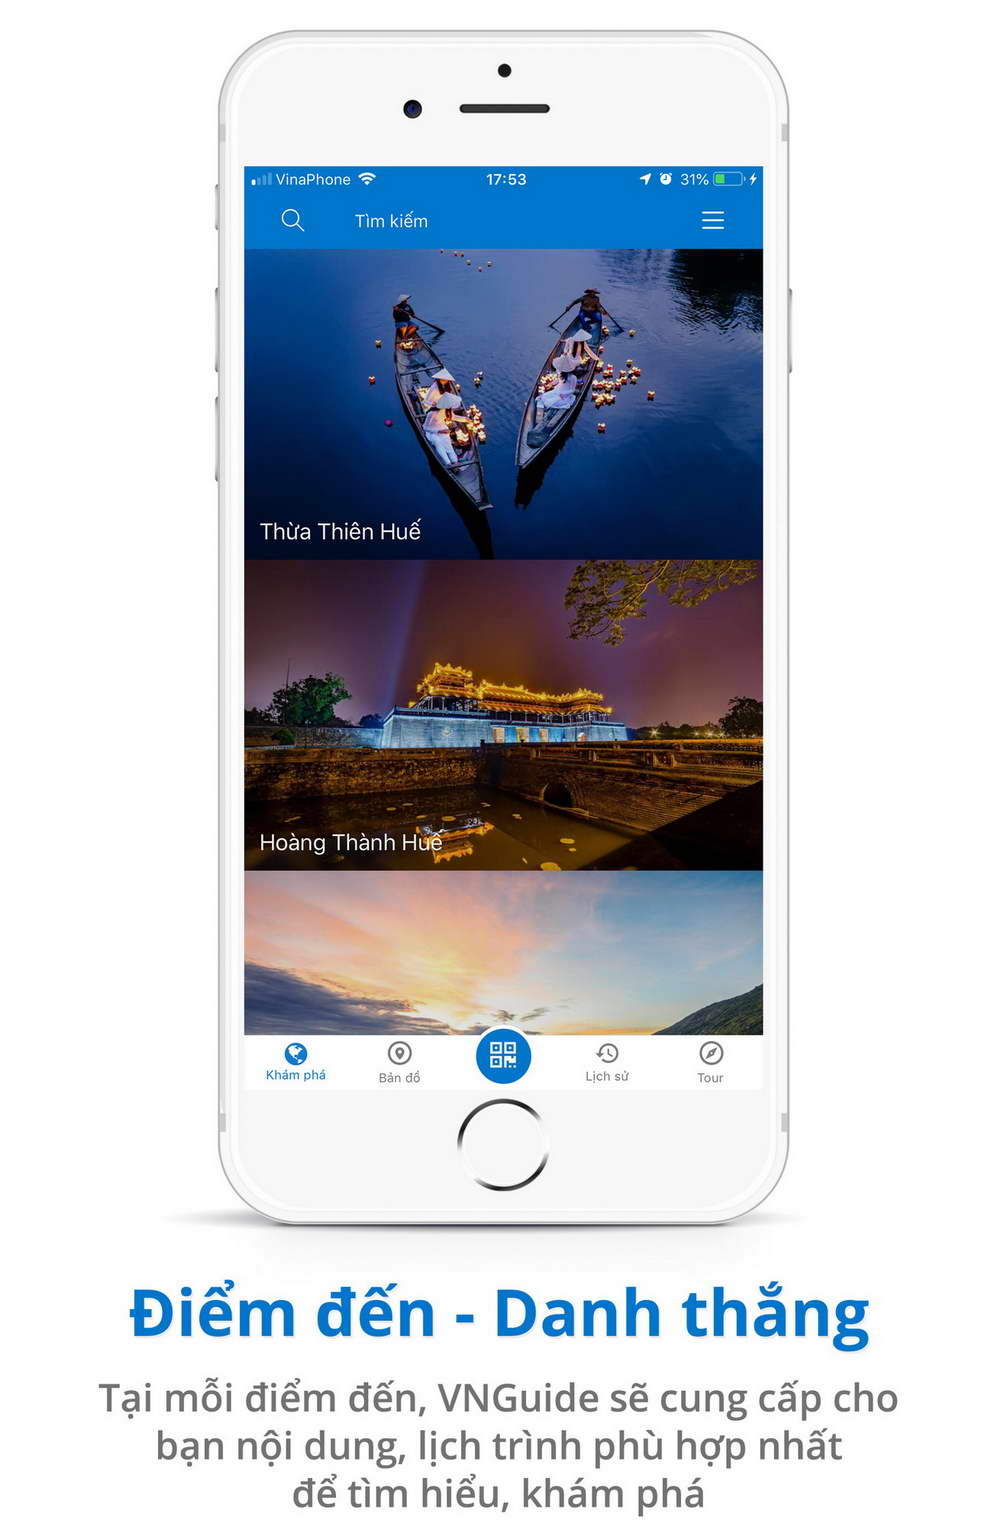 VinaPhone 17:53 31%
Tìm kiếm
Thừa Thiên Huế
Hoàng Thành Huế
Khám phá Bản đồ Lịch sử Tour
Điểm đến - Danh thắng
Tại mỗi điểm đến, VNGuide sẽ cung cấp cho
bạn nội dung, lịch trình phù hợp nhất
để tìm hiểu, khám phá